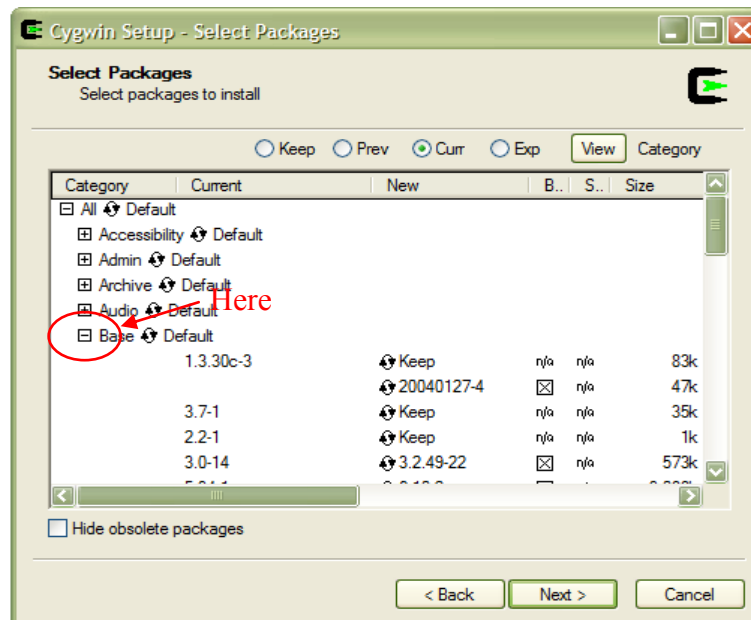 Cygwin Setup - Select Packages
Select Packages
Select packages to install
Keep Prev Curr Exp View Category
Category Current New B.. S.. Size
All Default
Accessibility Default
Admin Default
Archive Default
Audio Default
Here
Base Default
1.3.30c-3 Keep n/a n/a 83k
20040127-4 n/a 47k
3.7-1 Keep n/a n/a 35k
2.2-1 Keep n/a n/a 1k
3.0-14 3.2.49-22 n/a 573k
Hide obsolete packages
< Back Next > Cancel